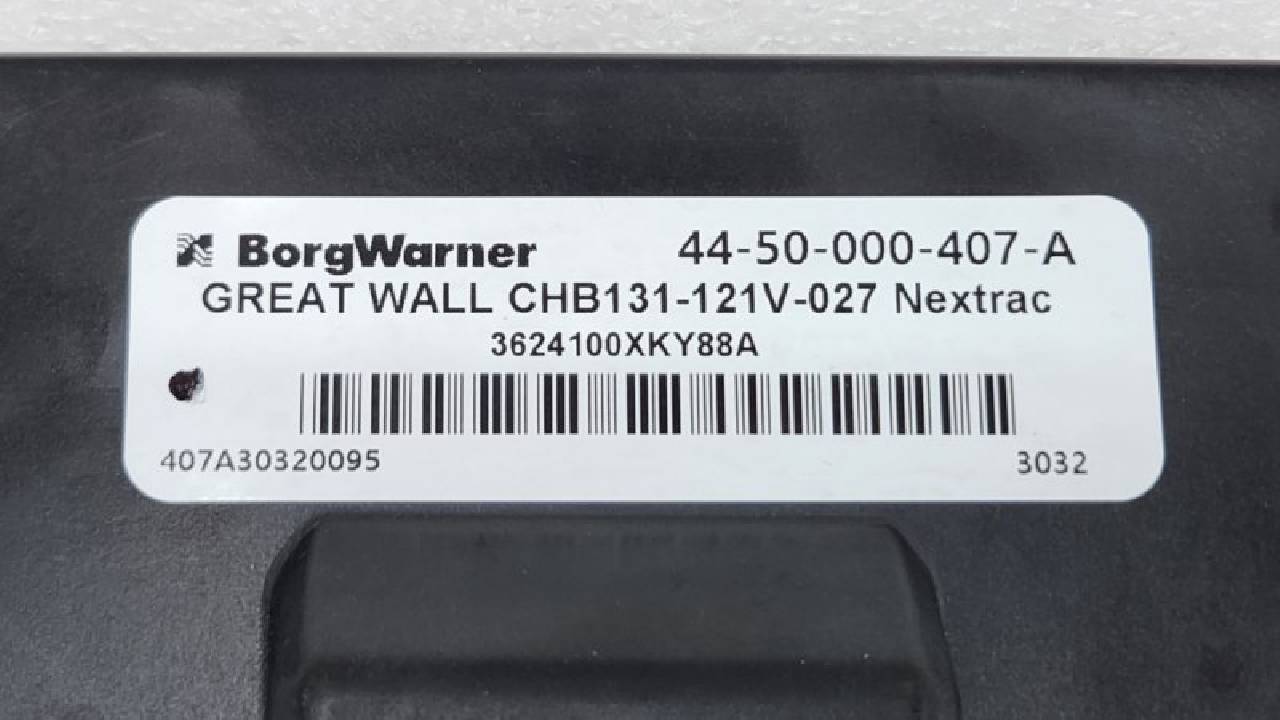 BorgWarner 44-50-000-407-A
GREAT WALL CHB131-121V-027 Nextrac
3624100XKY88A
407A30320095 3032